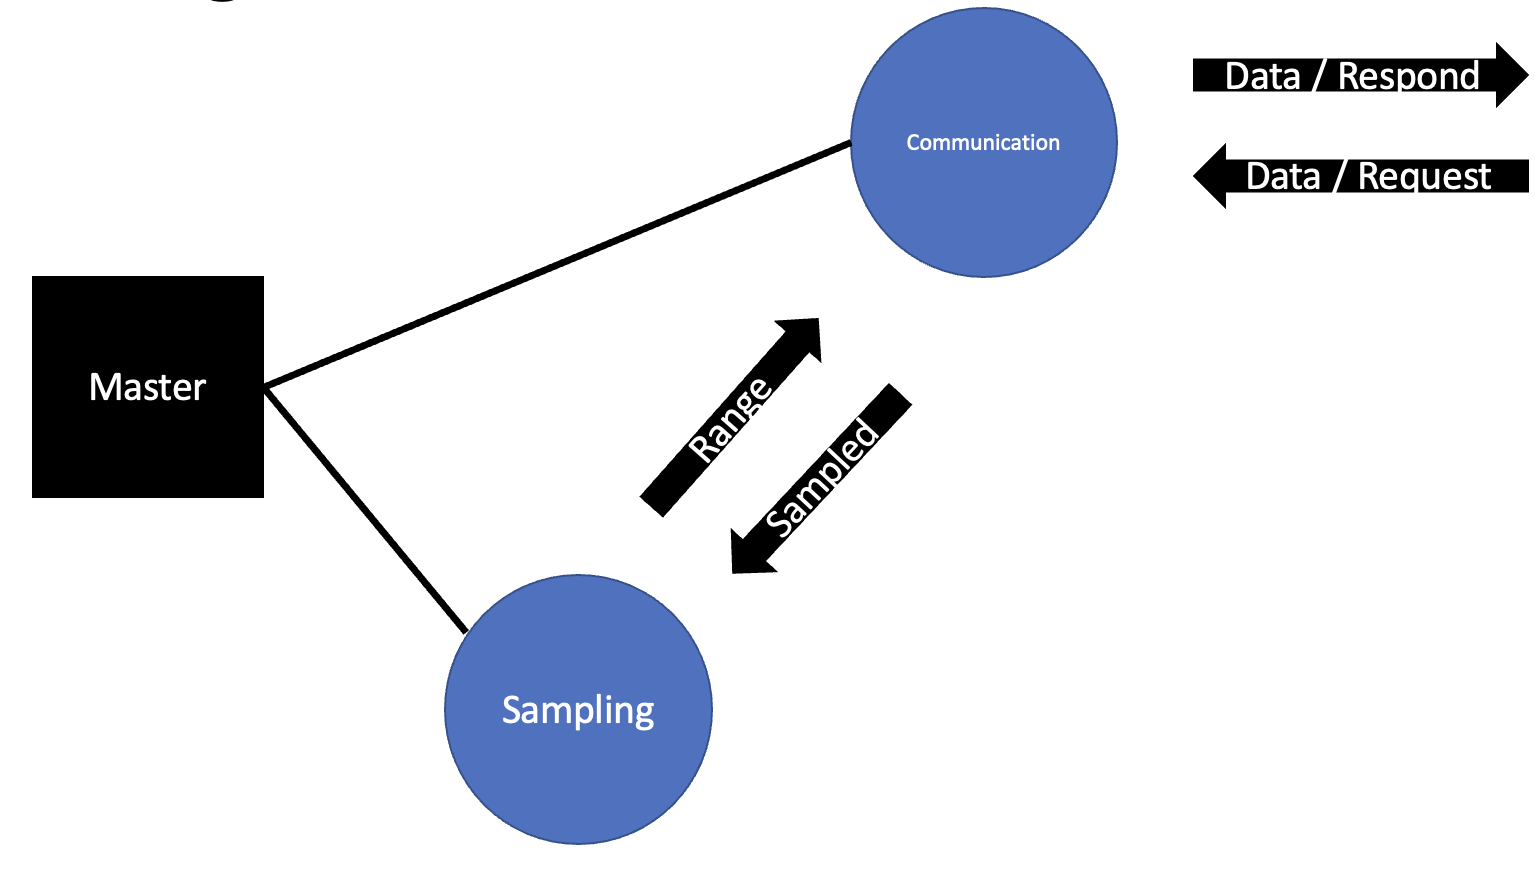 Communication
Data / Respond
Data / Request
Master
Range
Sampled
Sampling